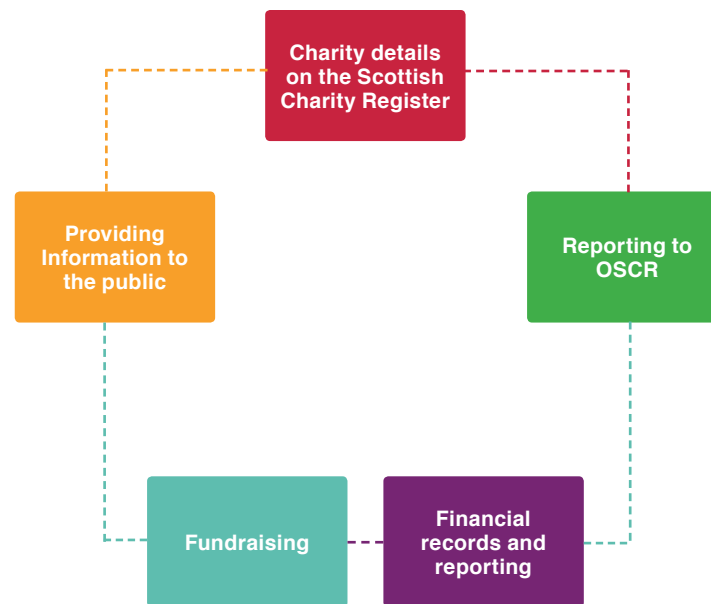 Charity details
on the Scottish
Charity Register
Providing
Information to
the public
Reporting to
OSCR
Fundraising
Financial
records and
reporting